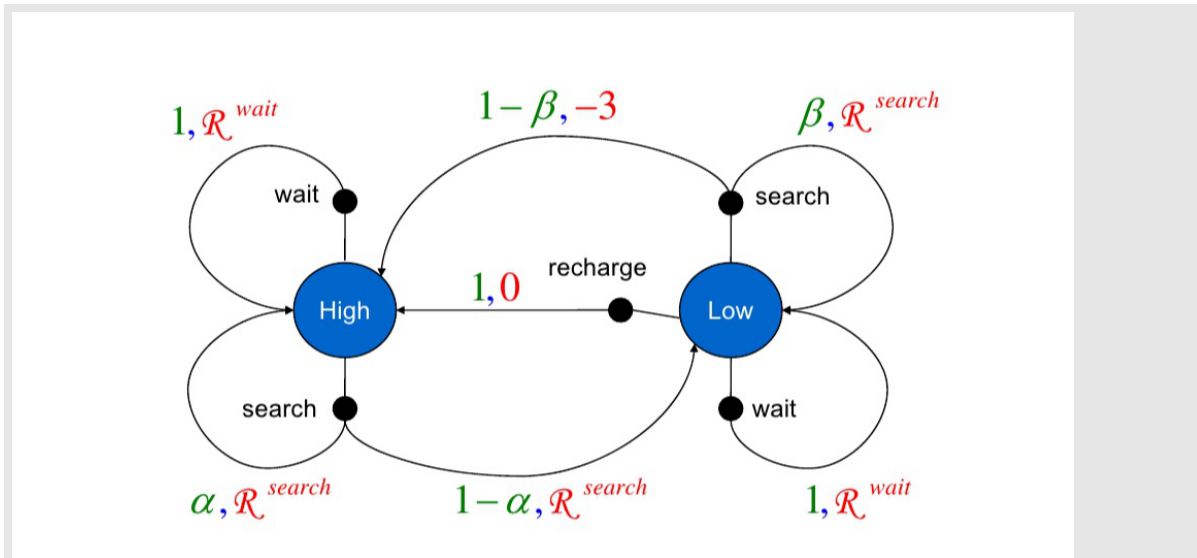 1, ℛ^wait
1−β, −3
β, ℛ^search
wait
search
recharge
1, 0
High
Low
search
wait
α, ℛ^search
1−α, ℛ^search
1, ℛ^wait